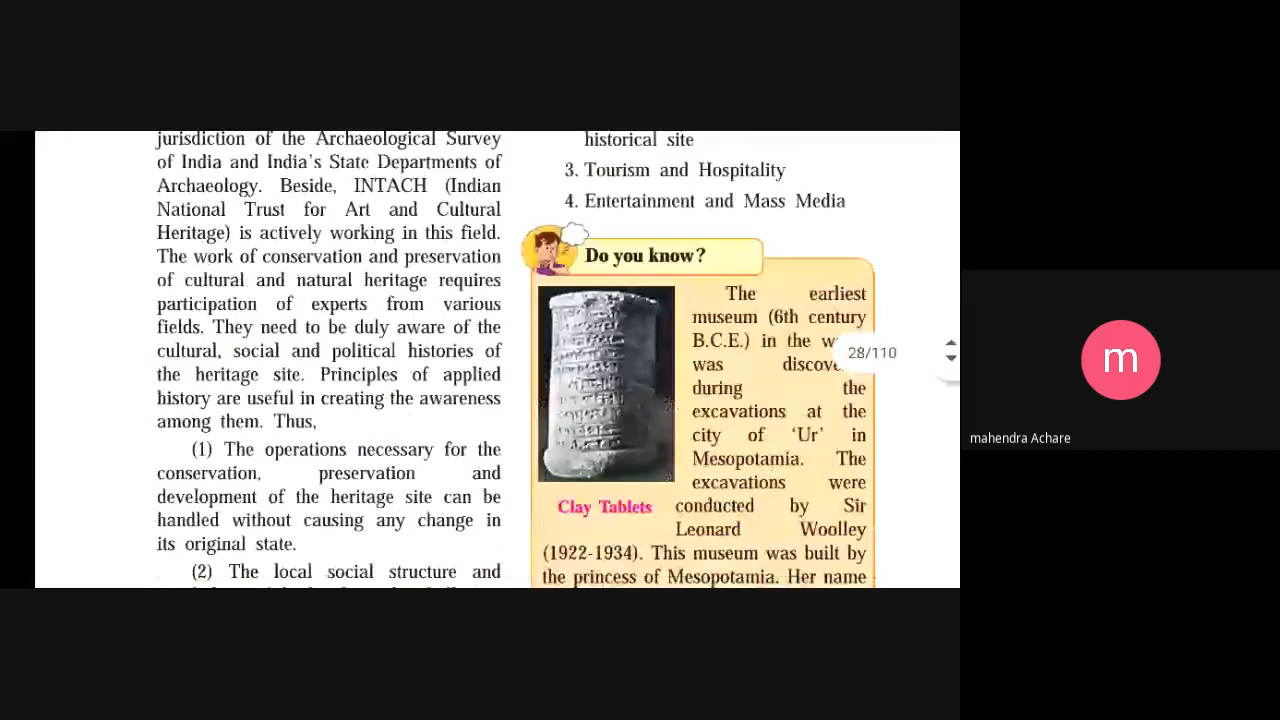 jurisdiction of the Archaeological Survey
of India and India's State Departments of
Archaeology. Beside, INTACH (Indian
National Trust for Art and Cultural
Heritage) is actively working in this field.
The work of conservation and preservation
of cultural and natural heritage requires
participation of experts from various
fields. They need to be duly aware of the
cultural, social and political histories of
the heritage site. Principles of applied
history are useful in creating the awareness
among them. Thus,
(1) The operations necessary for the
conservation, preservation and
development of the heritage site can be
handled without causing any change in
its original state.
(2) The local social structure and
historical site
3. Tourism and Hospitality
4. Entertainment and Mass Media
Do you know?
The earliest
museum (6th century
B.C.E.) in the
was
during the
excavations at the
city of ‘Ur’ in
Mesopotamia. The
excavations were
conducted by Sir
Leonard Woolley
(1922-1934). This museum was built by
the princess of Mesopotamia. Her name
Clay Tablets
28/110
m
mahendra Achare